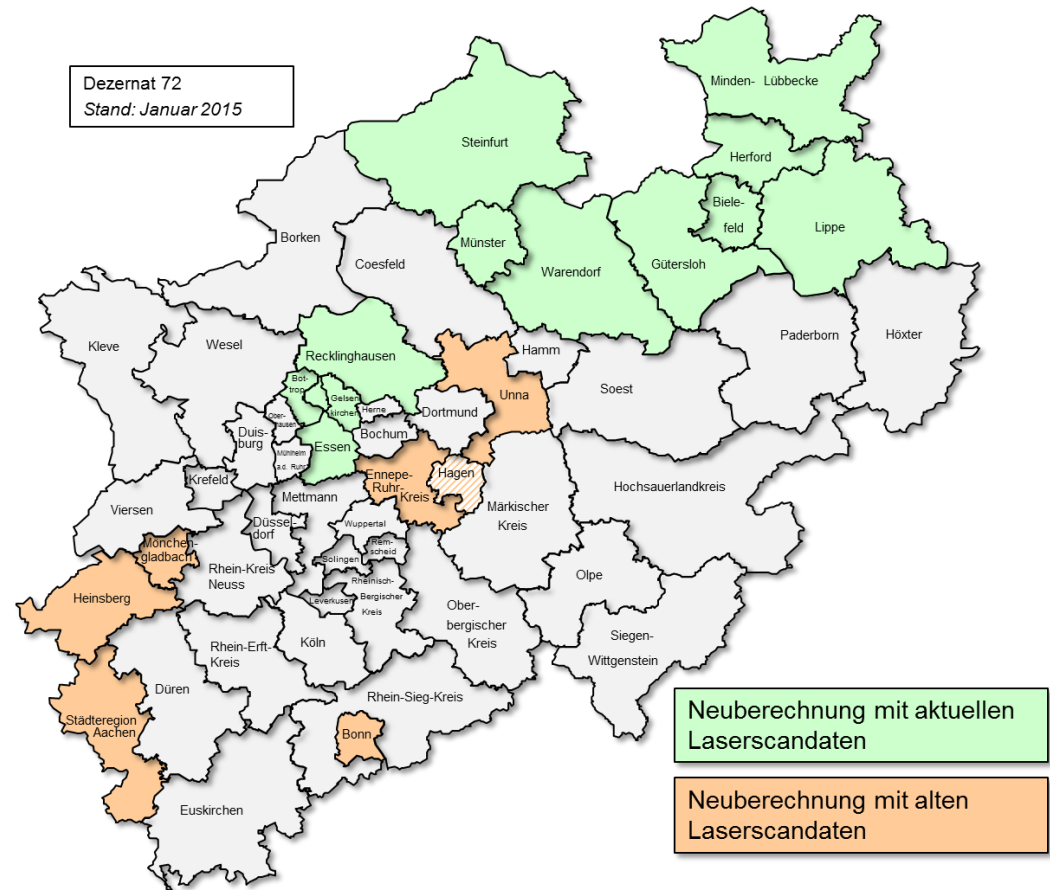 Dezernat 72
Stand: Januar 2015
Minden- Lübbecke
Steinfurt
Herford
Biele-
feld
Lippe
Borken
Münster
Coesfeld
Warendorf
Gütersloh
Kleve
Wesel
Recklinghausen
Hamm
Paderborn
Höxter
Bot-
trop
Gelsen
kirchen
Herne
Unna
Soest
Ober-
hausen
Dortmund
Duis-
burg
Essen
Bochum
Mühlheim
a.d. Ruhr
Ennepe-
Ruhr-
Kreis
Hagen
Krefeld
Mettmann
Hochsauerlandkreis
Viersen
Märkischer
Kreis
Düssel-
dorf
Wuppertal
Mönchen-
gladbach
Rem-
scheid
Solingen
Rhein-Kreis
Neuss
Rheinisch-
Bergischer
Kreis
Olpe
Heinsberg
Leverkusen
Ober-
bergischer
Kreis
Rhein-Erft-
Kreis
Köln
Siegen-
Wittgenstein
Düren
Rhein-Sieg-Kreis
Städteregion
Aachen
Bonn
Euskirchen
Neuberechnung mit aktuellen
Laserscandaten
Neuberechnung mit alten
Laserscandaten